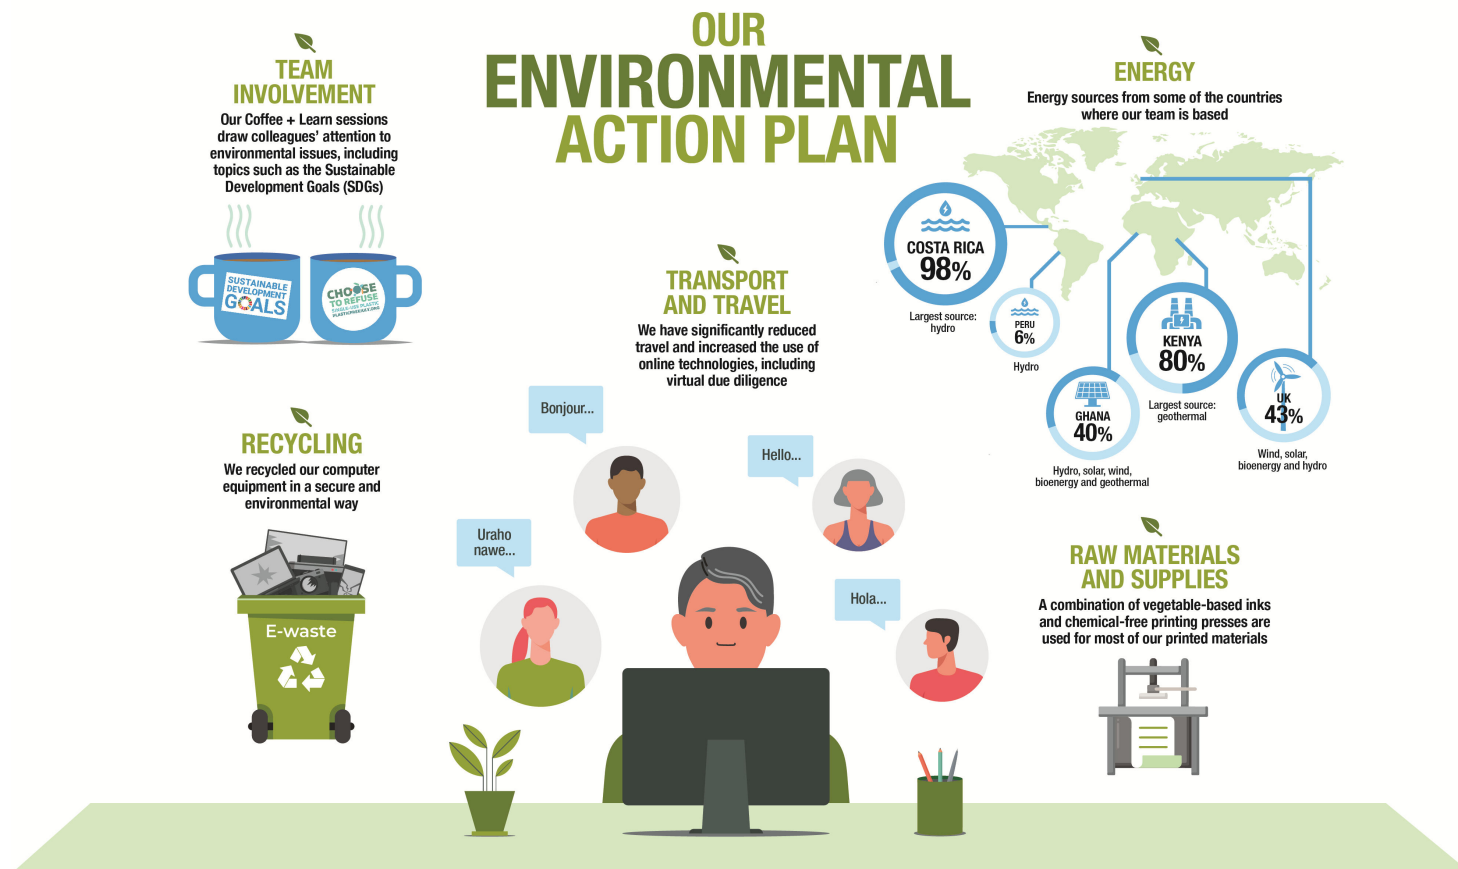 OUR
ENVIRONMENTAL
ACTION PLAN
TEAM
INVOLVEMENT
Our Coffee + Learn sessions
draw colleagues' attention to
environmental issues, including
topics such as the Sustainable
Development Goals (SDGs)
SUSTAINABLE
DEVELOPMENT
GOALS
CHOOSE
TO REFUSE
SINGLE USE PLASTIC
RECYCLING
We recycled our computer
equipment in a secure and
environmental way
E-waste
TRANSPORT
AND TRAVEL
We have significantly reduced
travel and increased the use of
online technologies, including
virtual due diligence
Bonjour...
Hello...
Uraho
nawe...
Hola...
ENERGY
Energy sources from some of the countries
where our team is based
COSTA RICA
98%
Largest source:
hydro
PERU
6%
Hydro
GHANA
40%
Hydro, solar, wind,
bioenergy and geothermal
KENYA
80%
Largest source:
geothermal
UK
43%
Wind, solar,
bioenergy and hydro
RAW MATERIALS
AND SUPPLIES
A combination of vegetable-based inks
and chemical-free printing presses are
used for most of our printed materials